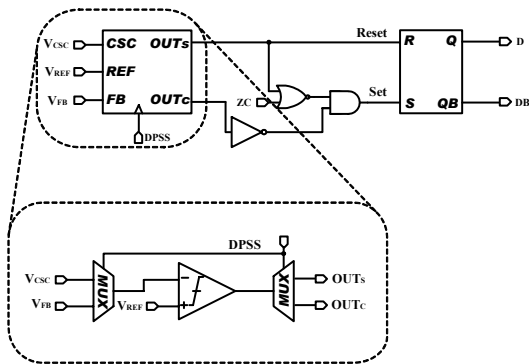 VCSC CSC OUTS Reset R Q D
VREF REF
VFB FB OUTC ZC Set S QB DB
DPSS
DPSS
VCSC MUX MUX OUTS
VFB VREF OUTC